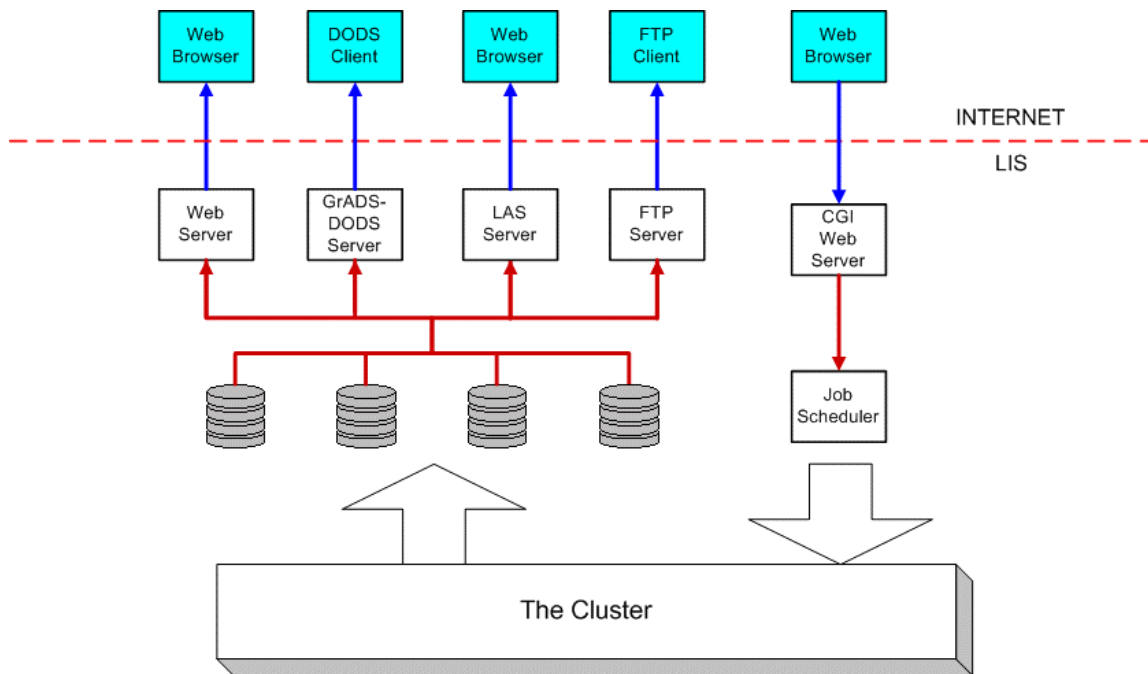 Web
Browser
DODS
Client
Web
Browser
FTP
Client
Web
Browser
INTERNET
LIS
Web
Server
GrADS-
DODS
Server
LAS
Server
FTP
Server
CGI
Web
Server
Job
Scheduler
The Cluster